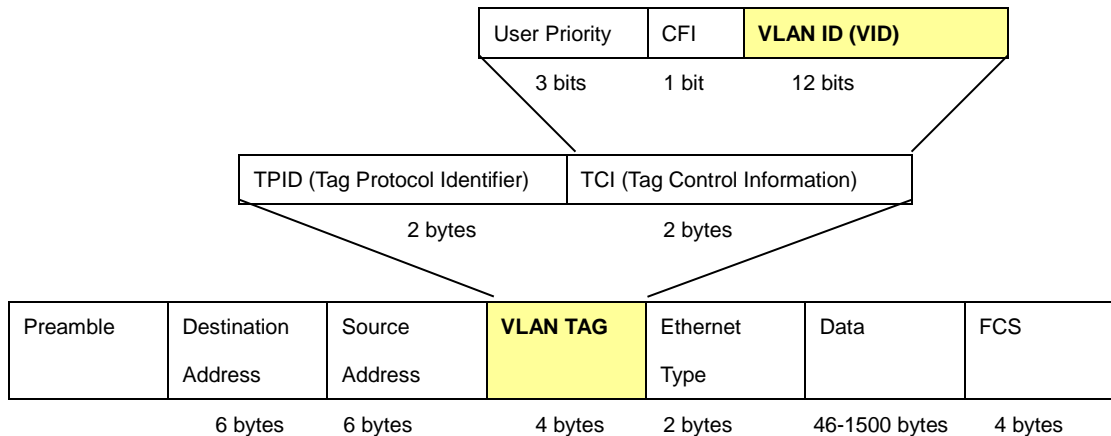 User Priority CFI VLAN ID (VID)
3 bits 1 bit 12 bits
TPID (Tag Protocol Identifier) TCI (Tag Control Information)
2 bytes 2 bytes
Preamble Destination Source VLAN TAG Ethernet Data FCS
Address Address Type
6 bytes 6 bytes 4 bytes 2 bytes 46-1500 bytes 4 bytes